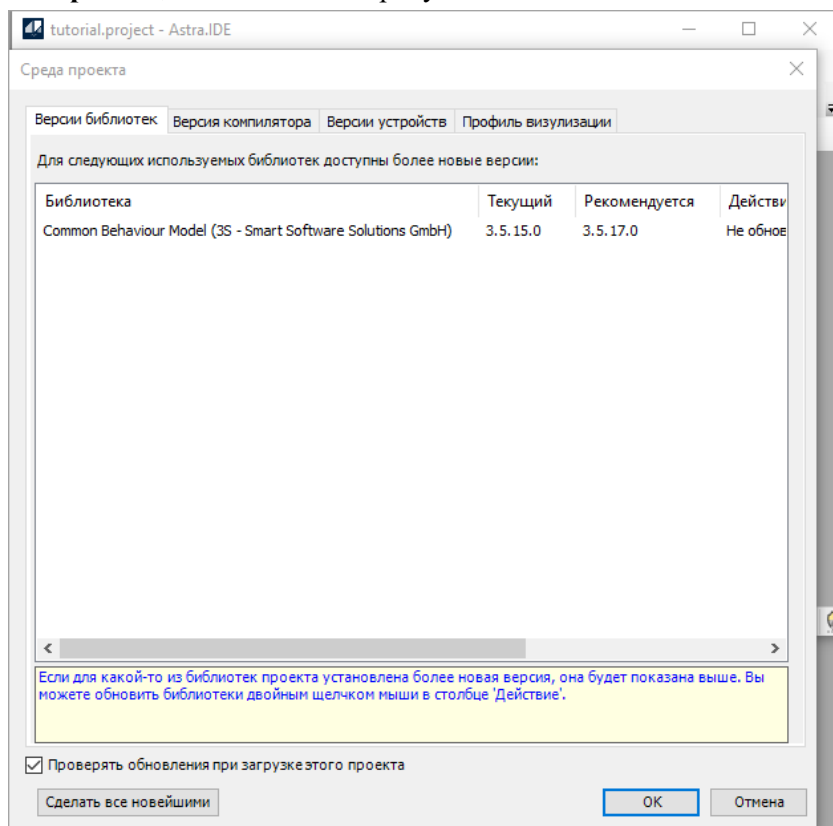 tutorial.project - Astra.IDE
Среда проекта
Версии библиотек Версия компилятора Версии устройств Профиль визулизации
Для следующих используемых библиотек доступны более новые версии:
Библиотека Текущий Рекомендуется Действи
Common Behaviour Model (3S - Smart Software Solutions GmbH) 3.5.15.0 3.5.17.0 Не обнов
Если для какой-то из библиотек проекта установлена более новая версия, она будет показана выше. Вы
можете обновить библиотеки двойным щелчком мыши в столбце 'Действие'.
Проверять обновления при загрузке этого проекта
Сделать все новейшими ОК Отмена